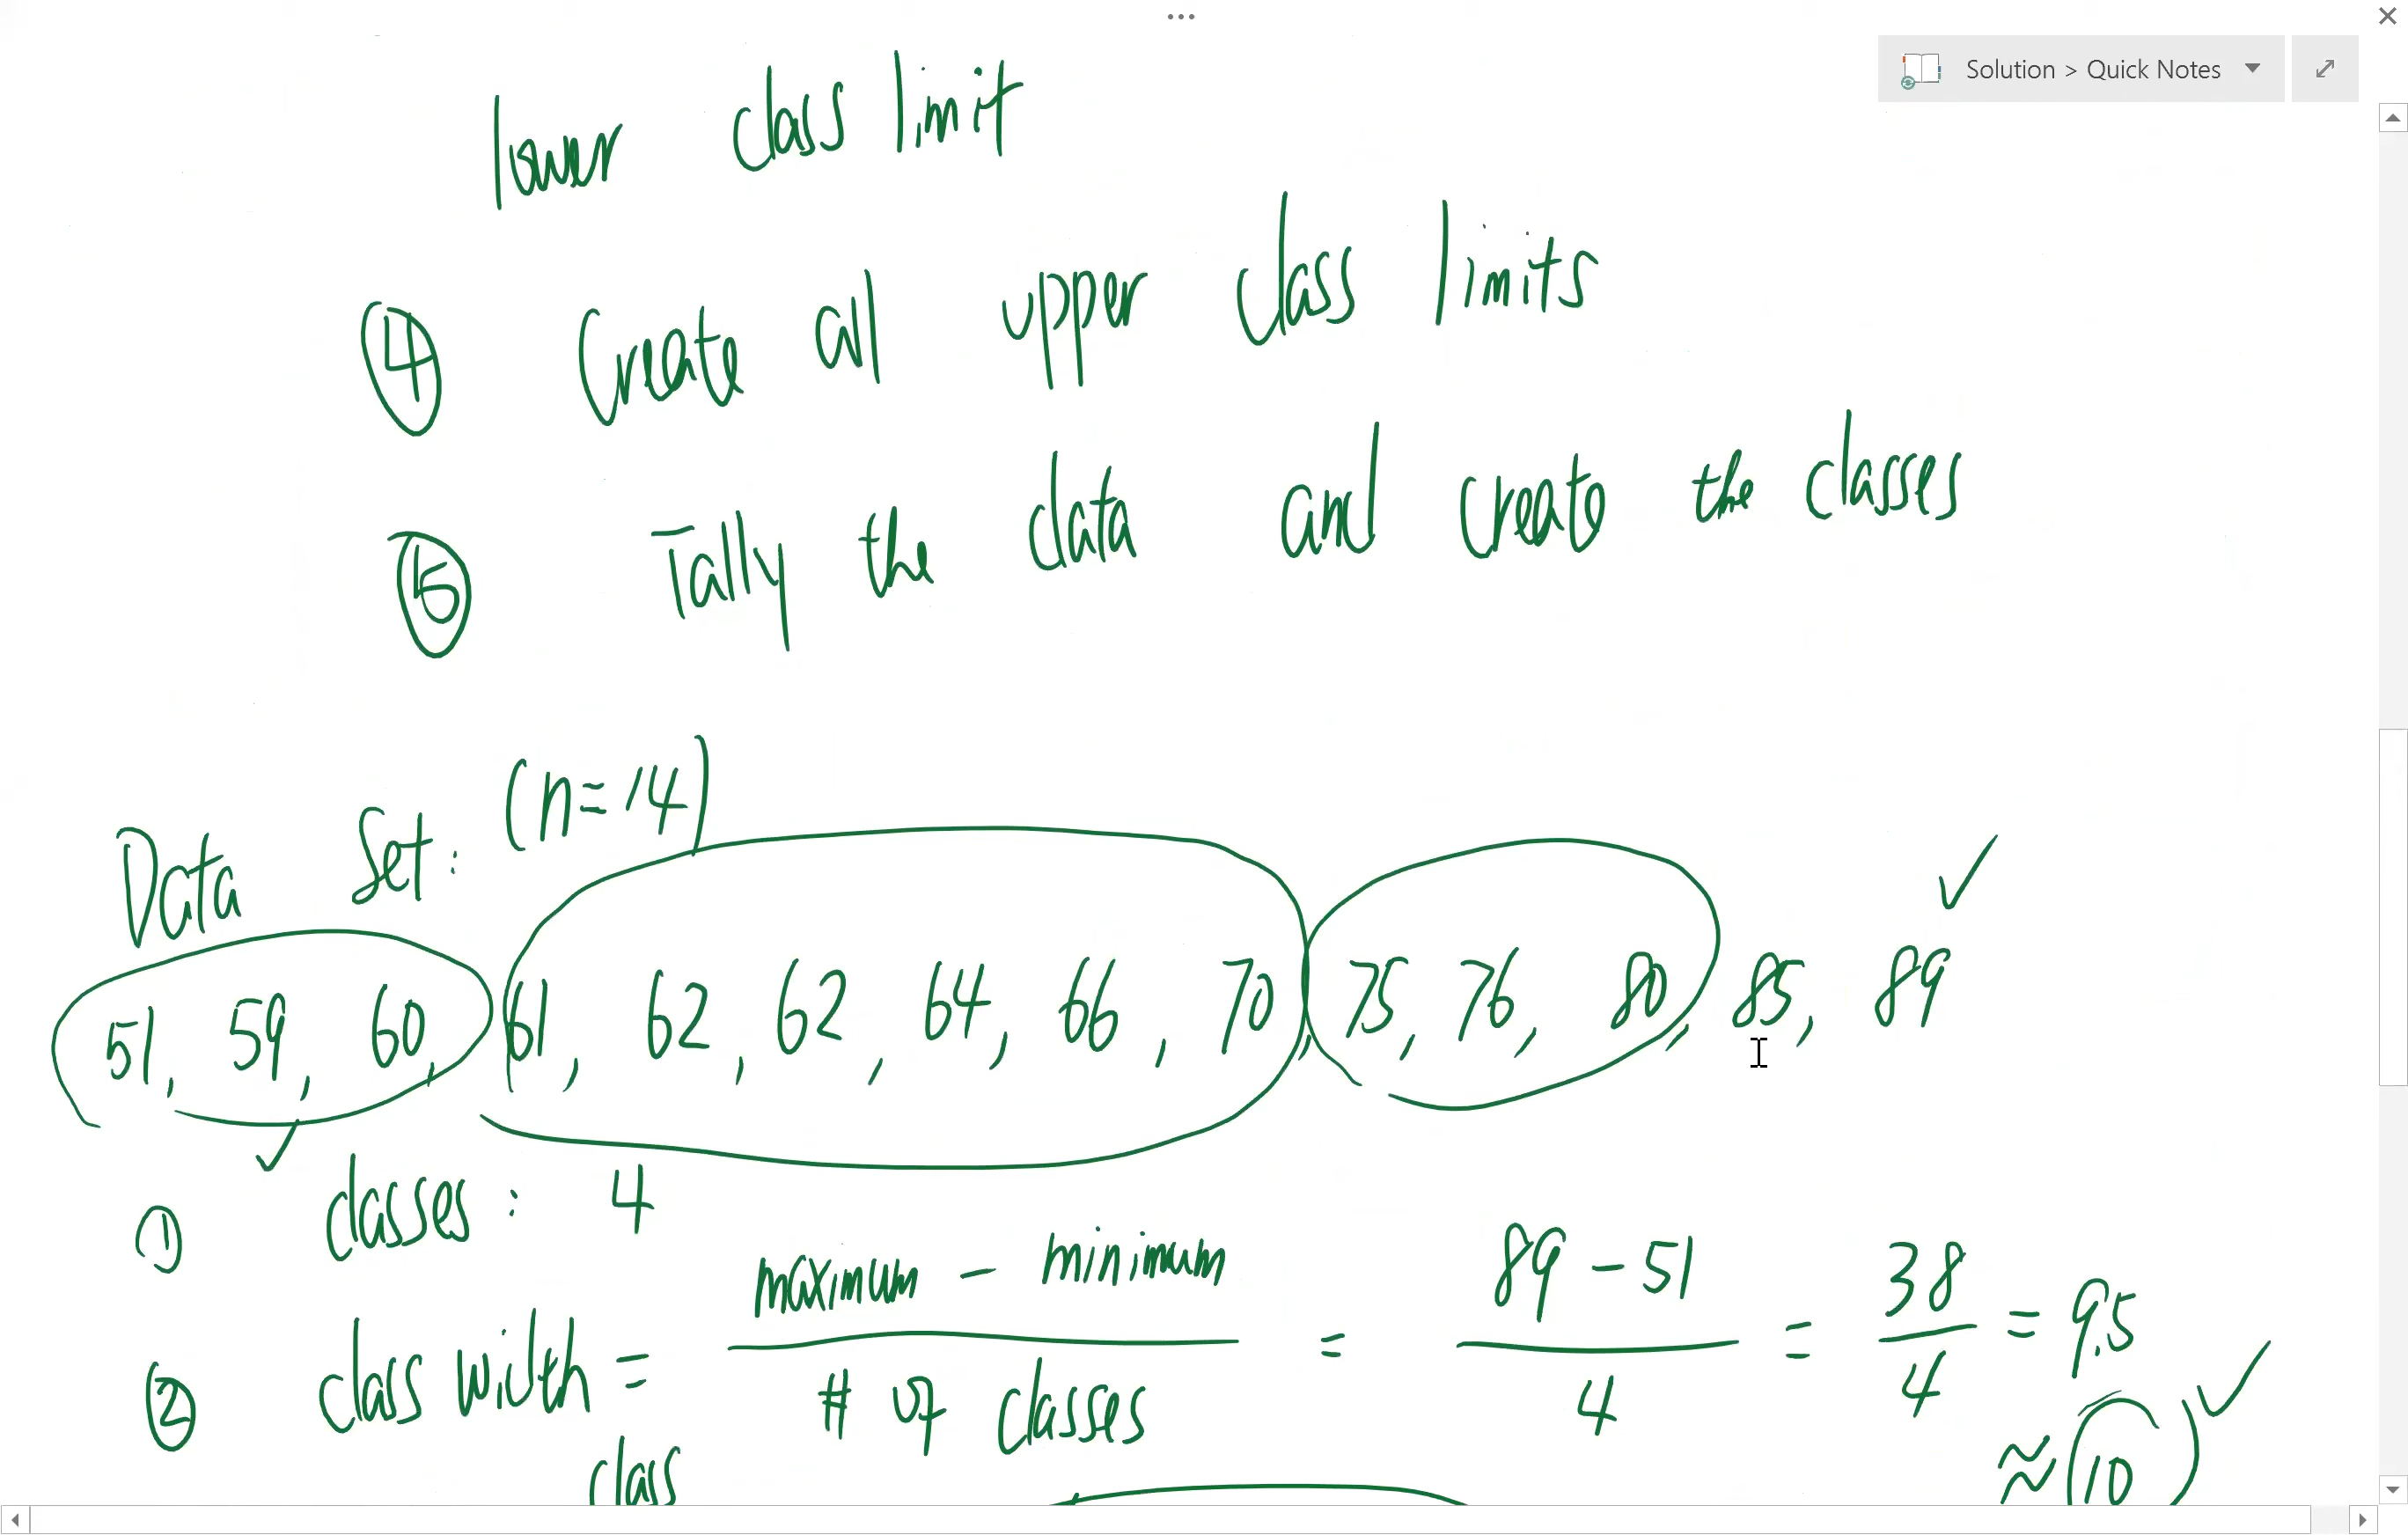 Solution > Quick Notes
lower class limit
④ Create all upper class limits
⑤ Tally the data and create the classes
Data Set: (n=14)
51, 59, 60, 61, 62, 62, 64, 66, 70, 75, 76, 80, 85, 89
① classes: 4
② class width = maximum - minimum / # of classes = 89-51 / 4 = 38 / 4 = 9.5
≈ 10
class